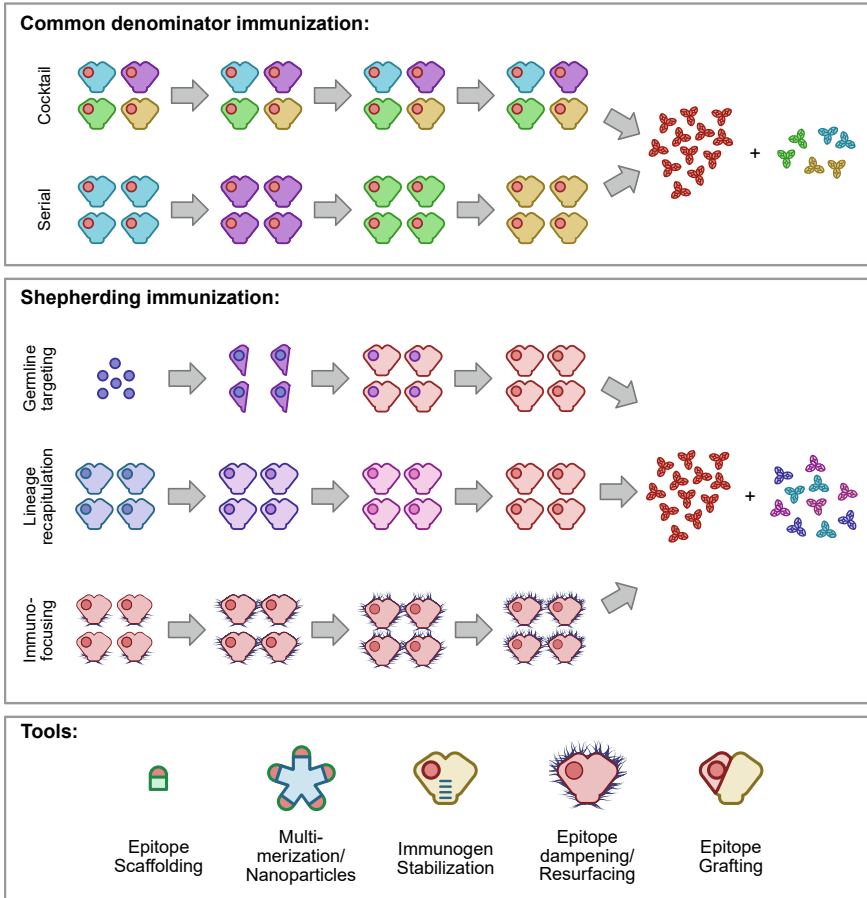 Common denominator immunization:
Cocktail
+
Serial
Shepherding immunization:
Germline
targeting
Lineage
recapitulation
+
Immuno-
focusing
Tools:
Epitope
Scaffolding
Multi-
merization/
Nanoparticles
Immunogen
Stabilization
Epitope
dampening/
Resurfacing
Epitope
Grafting